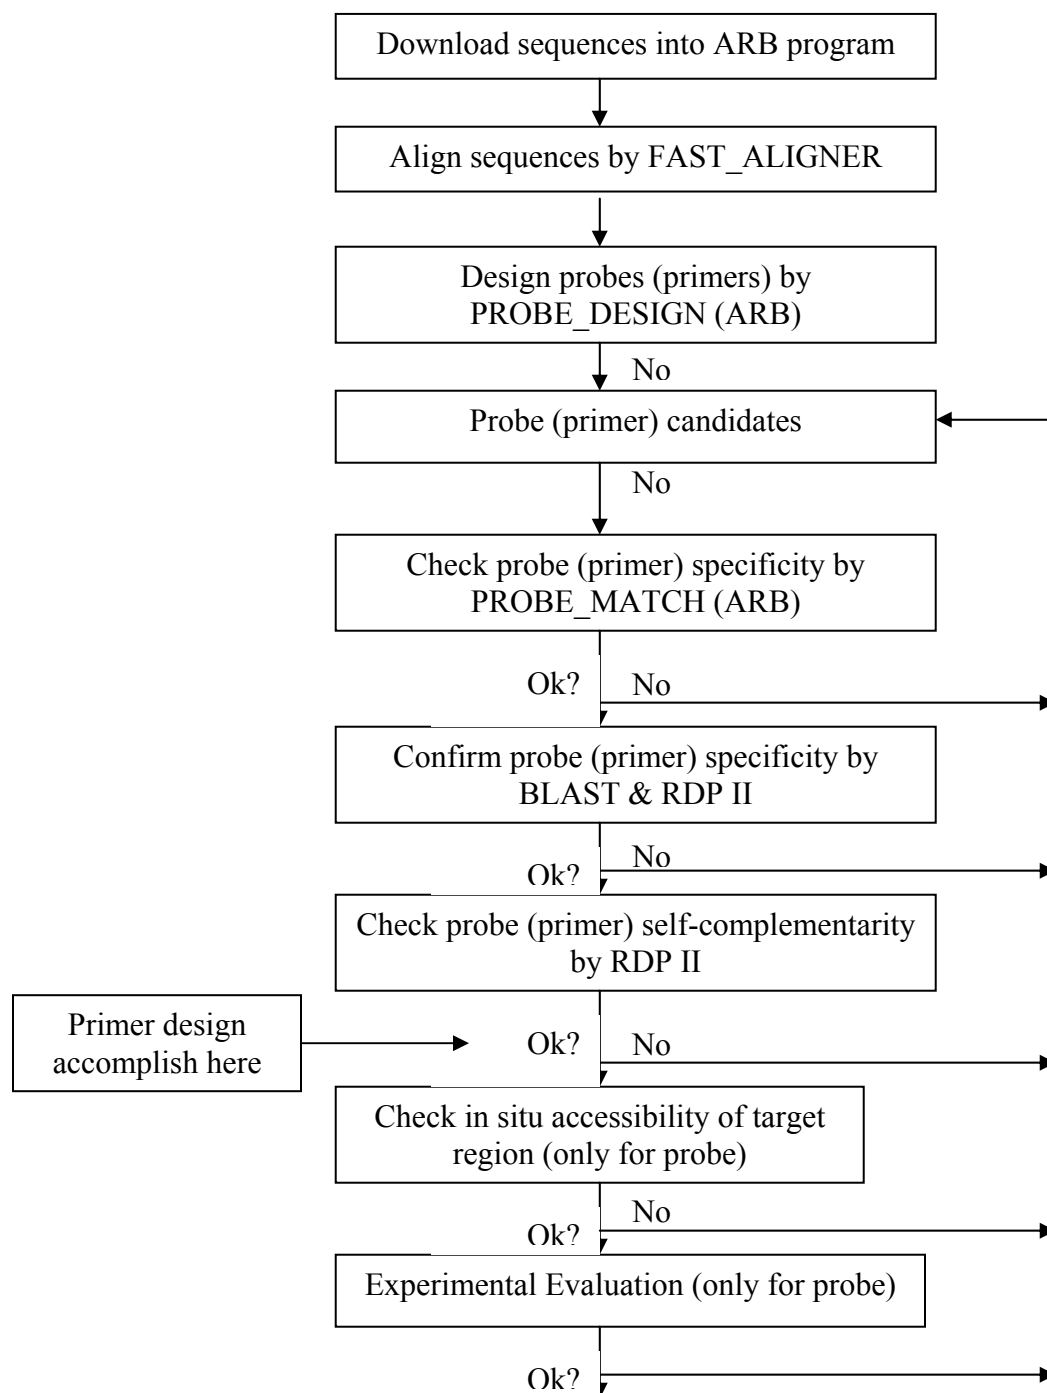 Download sequences into ARB program
Align sequences by FAST_ALIGNER
Design probes (primers) by
PROBE_DESIGN (ARB)
No
Probe (primer) candidates
No
Check probe (primer) specificity by
PROBE_MATCH (ARB)
Ok?
No
Confirm probe (primer) specificity by
BLAST & RDP II
No
Ok?
Check probe (primer) self-complementarity
by RDP II
Primer design
accomplish here
Ok?
No
Check in situ accessibility of target
region (only for probe)
No
Ok?
Experimental Evaluation (only for probe)
Ok?